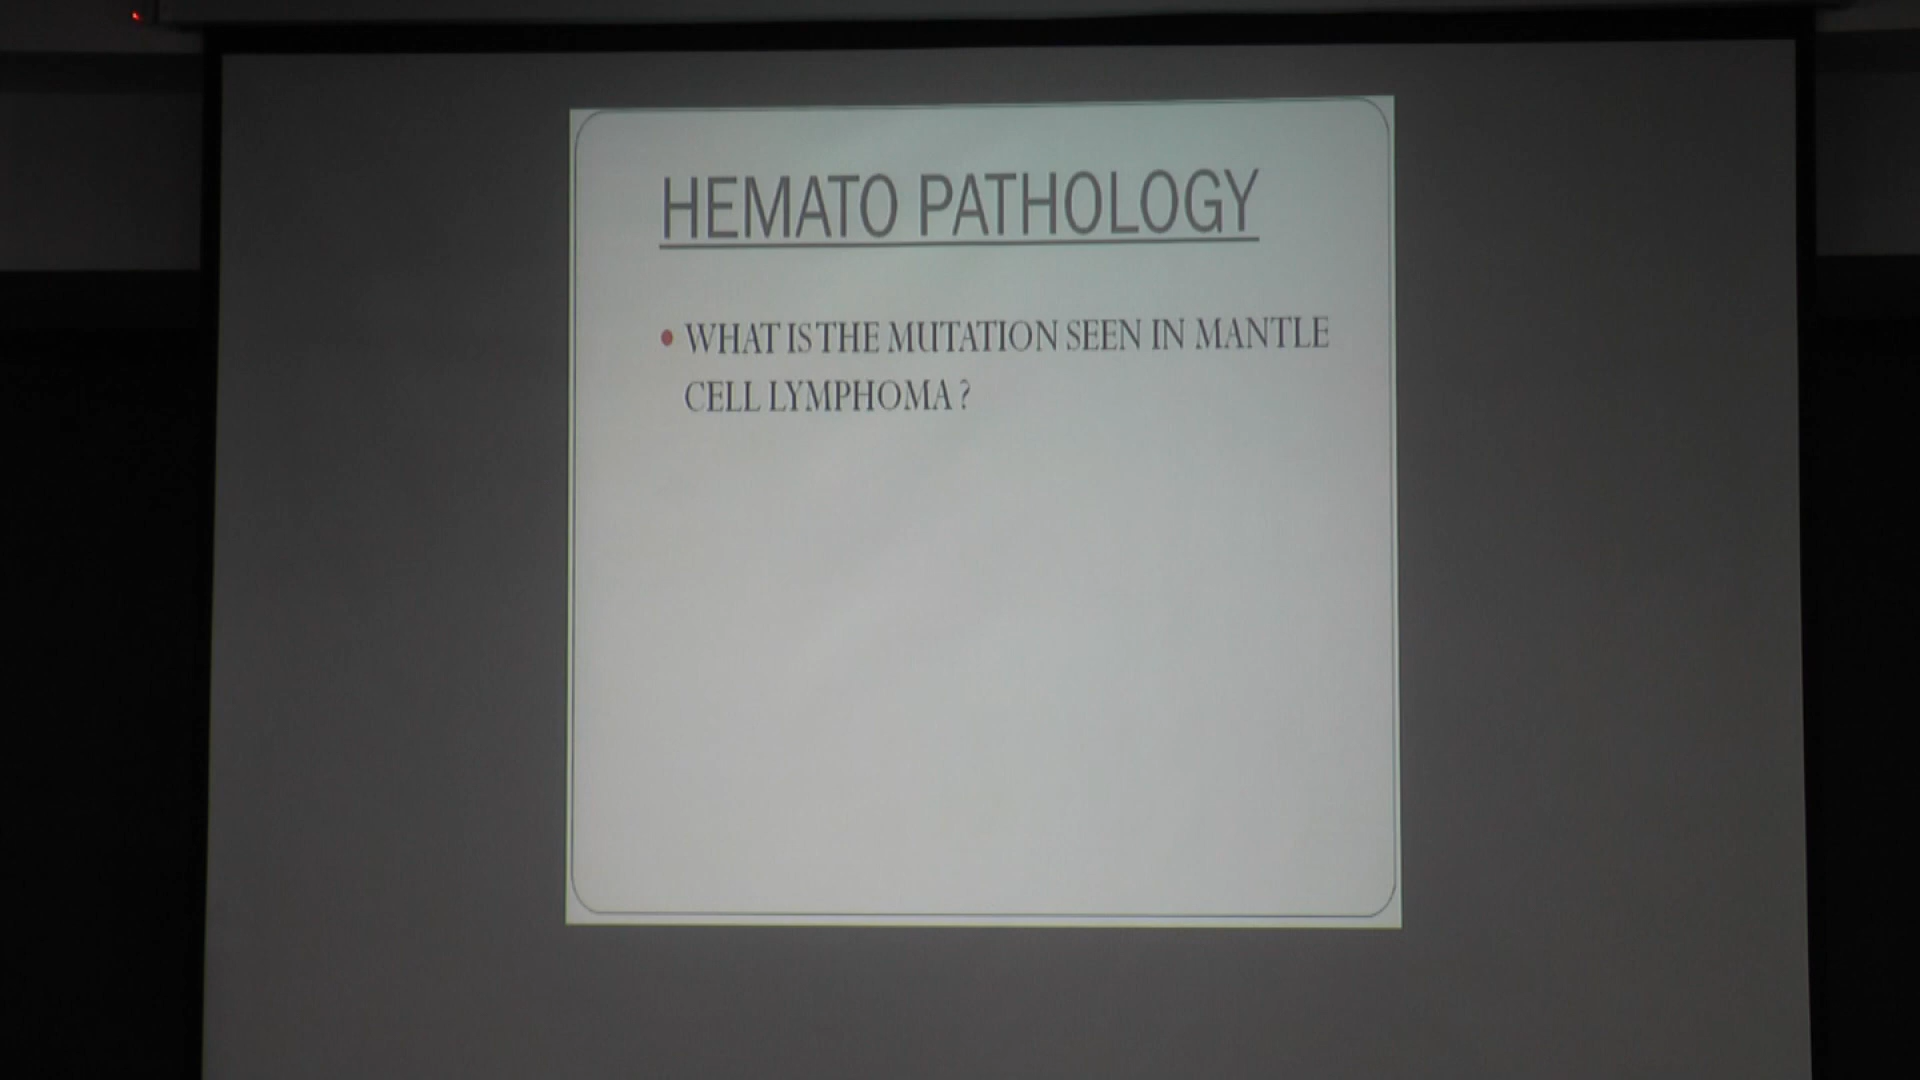 HEMATO PATHOLOGY
• WHAT IS THE MUTATION SEEN IN MANTLE
CELL LYMPHOMA ?